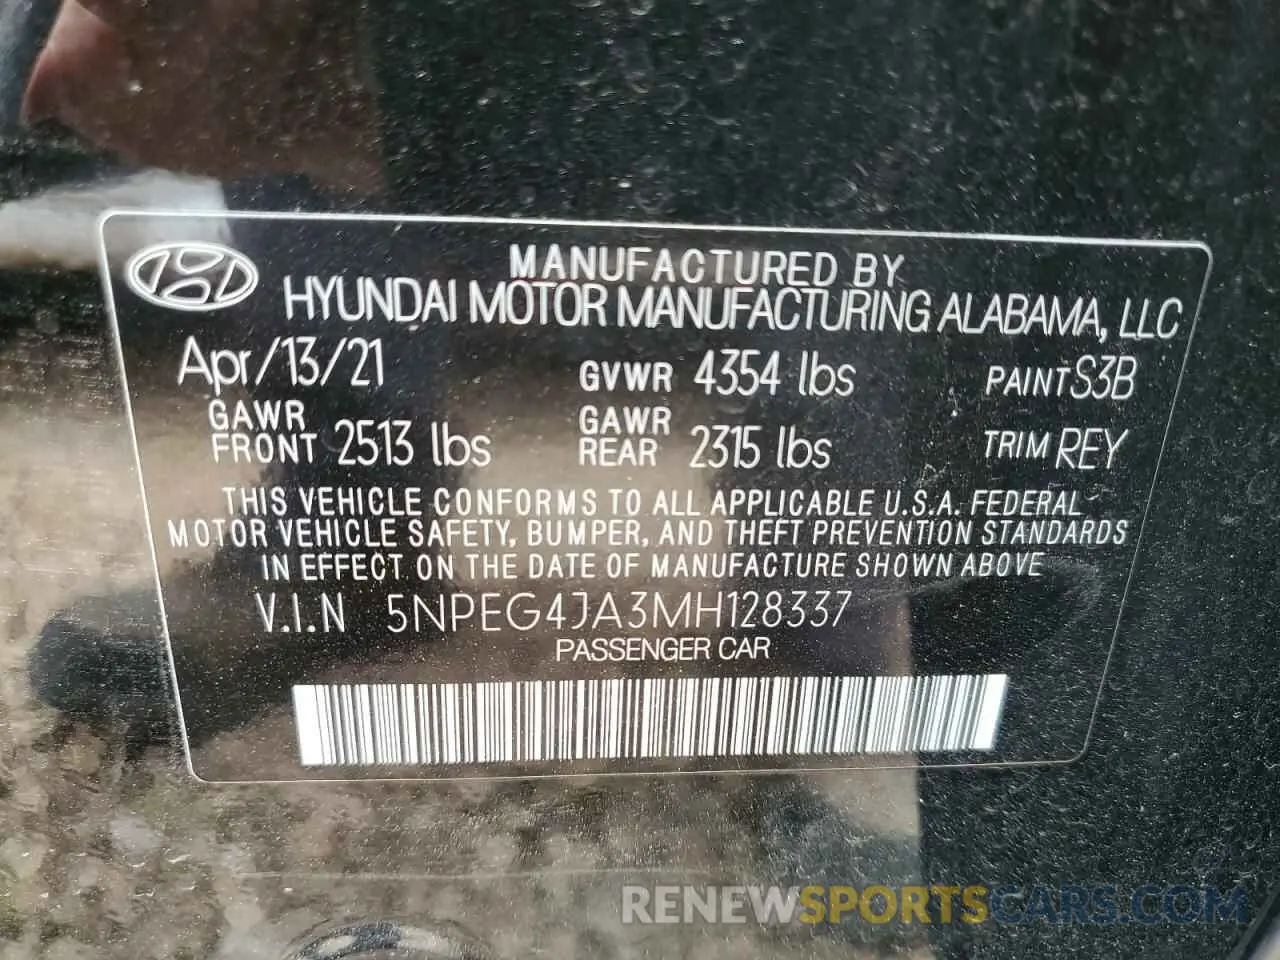 MANUFACTURED BY
HYUNDAI MOTOR MANUFACTURING ALABAMA, LLC
Apr/13/21 GVWR 4354 lbs PAINT S3B
GAWR FRONT 2513 lbs GAWR REAR 2315 lbs TRIM REY
THIS VEHICLE CONFORMS TO ALL APPLICABLE U.S.A. FEDERAL
MOTOR VEHICLE SAFETY, BUMPER, AND THEFT PREVENTION STANDARDS
IN EFFECT ON THE DATE OF MANUFACTURE SHOWN ABOVE
V.I.N 5NPEG4JA3MH128337
PASSENGER CAR
RENEWSPORTSCARS.COM